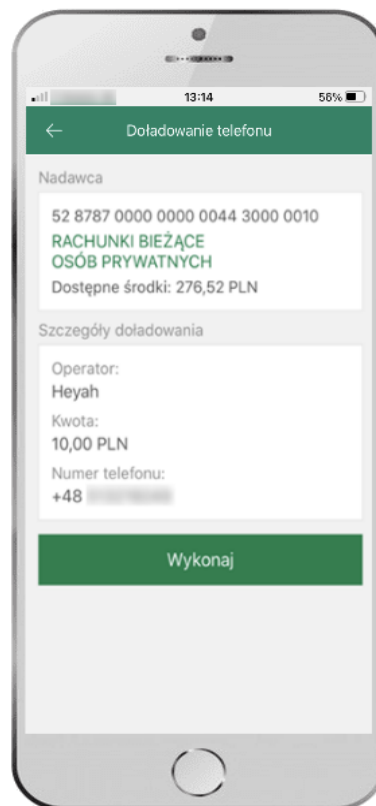 13:14
56%
Doładowanie telefonu
Nadawca
52 8787 0000 0000 0044 3000 0010
RACHUNKI BIEŻĄCE
OSÓB PRYWATNYCH
Dostępne środki: 276,52 PLN
Szczegóły doładowania
Operator:
Heyah
Kwota:
10,00 PLN
Numer telefonu:
+48
Wykonaj